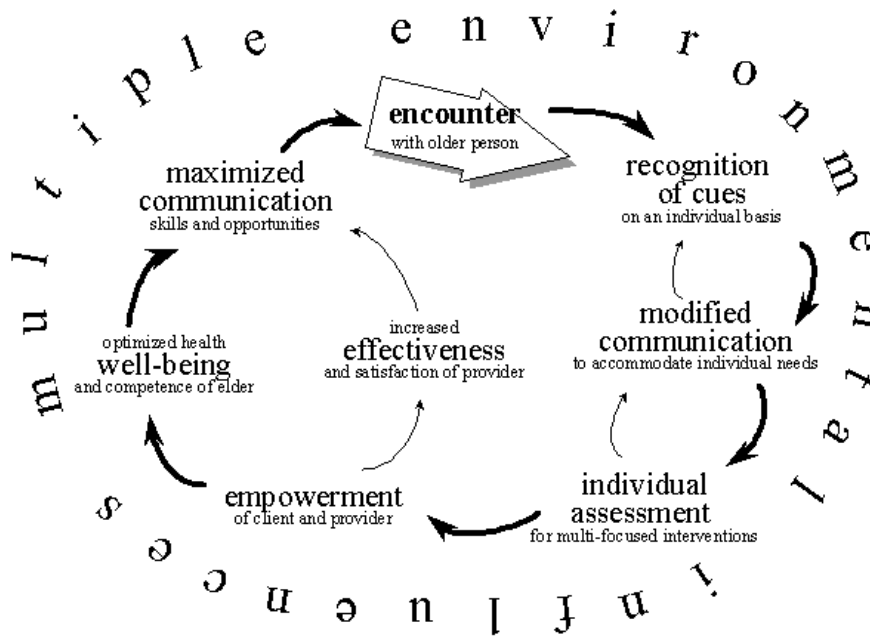 multiple environmental influences
encounter
with older person
recognition
of cues
on an individual basis
modified
communication
to accommodate individual needs
individual
assessment
for multi-focused interventions
empowerment
of client and provider
optimized health
well-being
and competence of elder
increased
effectiveness
and satisfaction of provider
maximized
communication
skills and opportunities